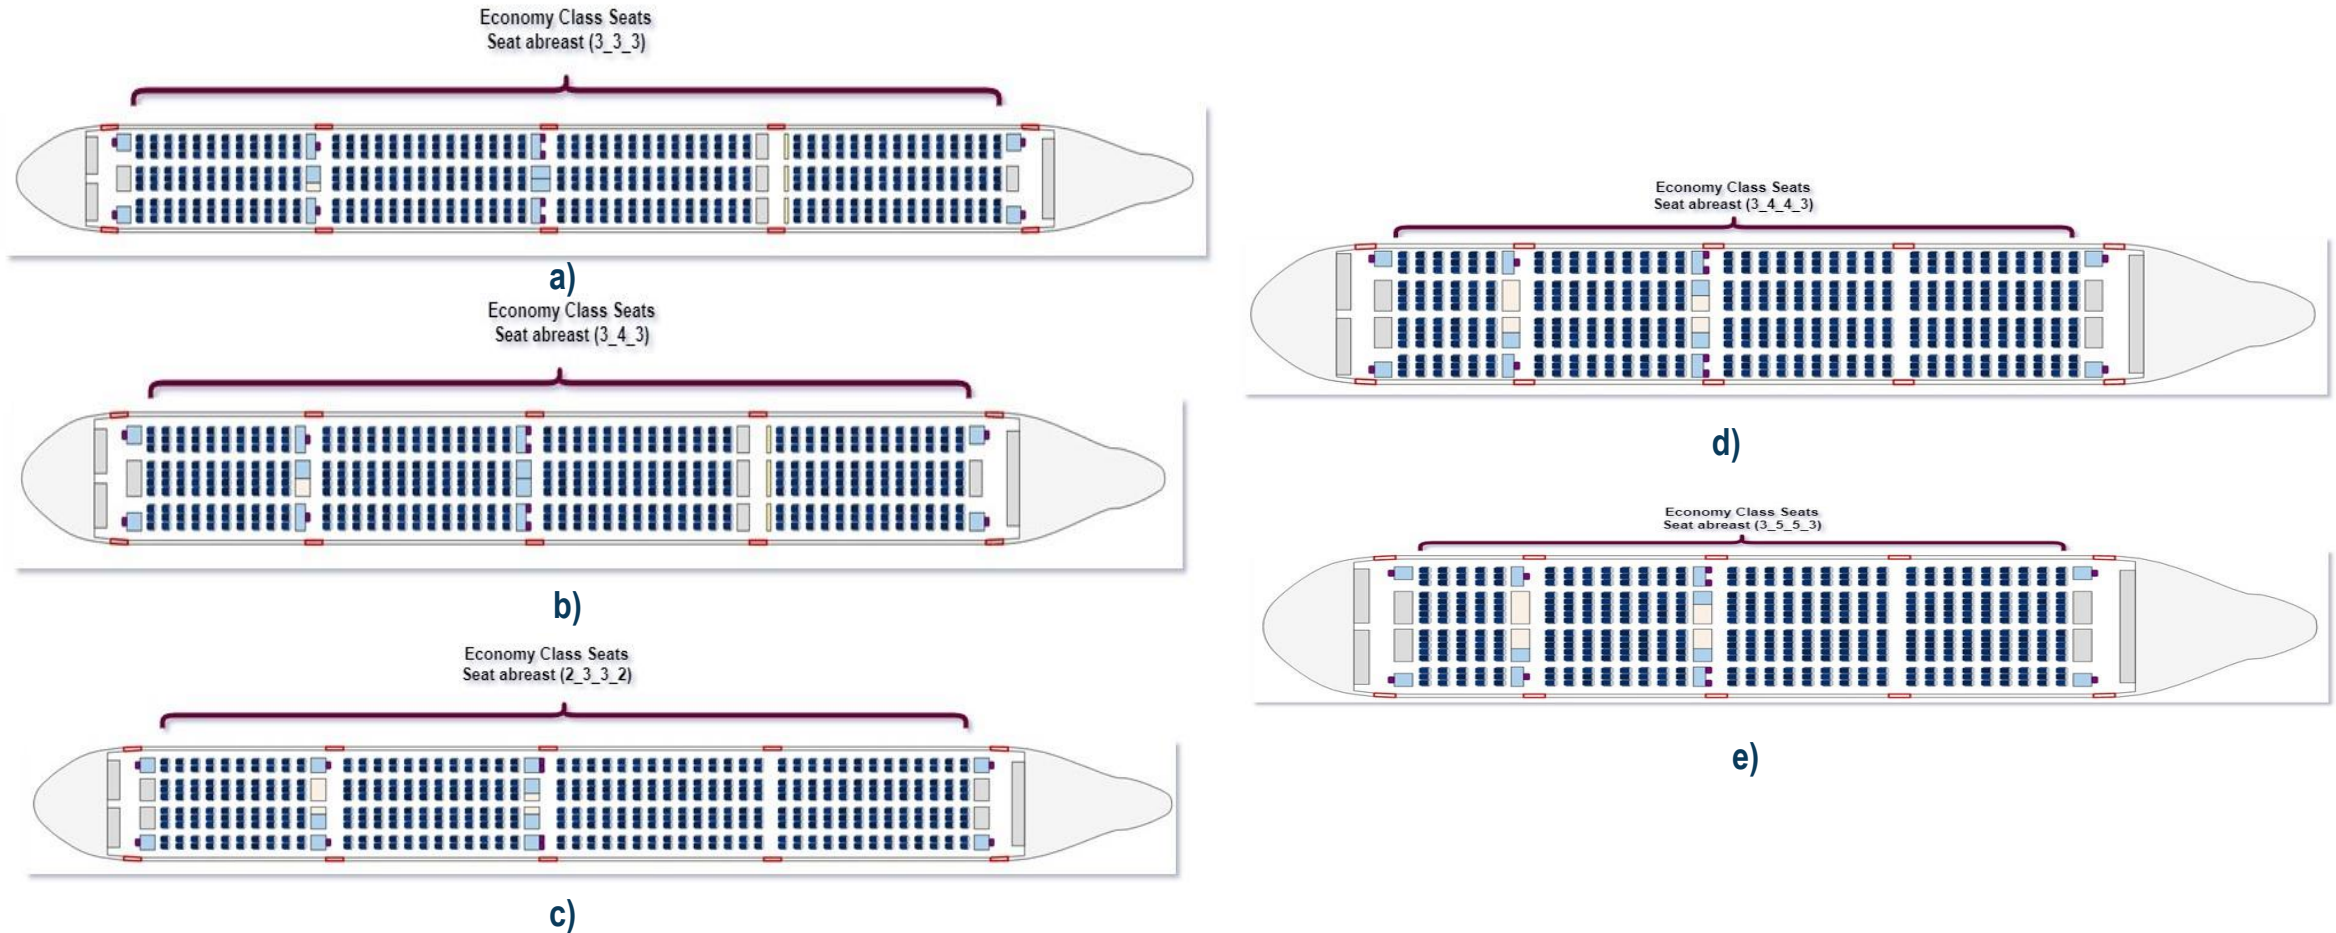 Economy Class Seats
Seat abreast (3_3_3)
a)
Economy Class Seats
Seat abreast (3_4_3)
b)
Economy Class Seats
Seat abreast (2_3_3_2)
c)
Economy Class Seats
Seat abreast (3_4_4_3)
d)
Economy Class Seats
Seat abreast (3_5_5_3)
e)